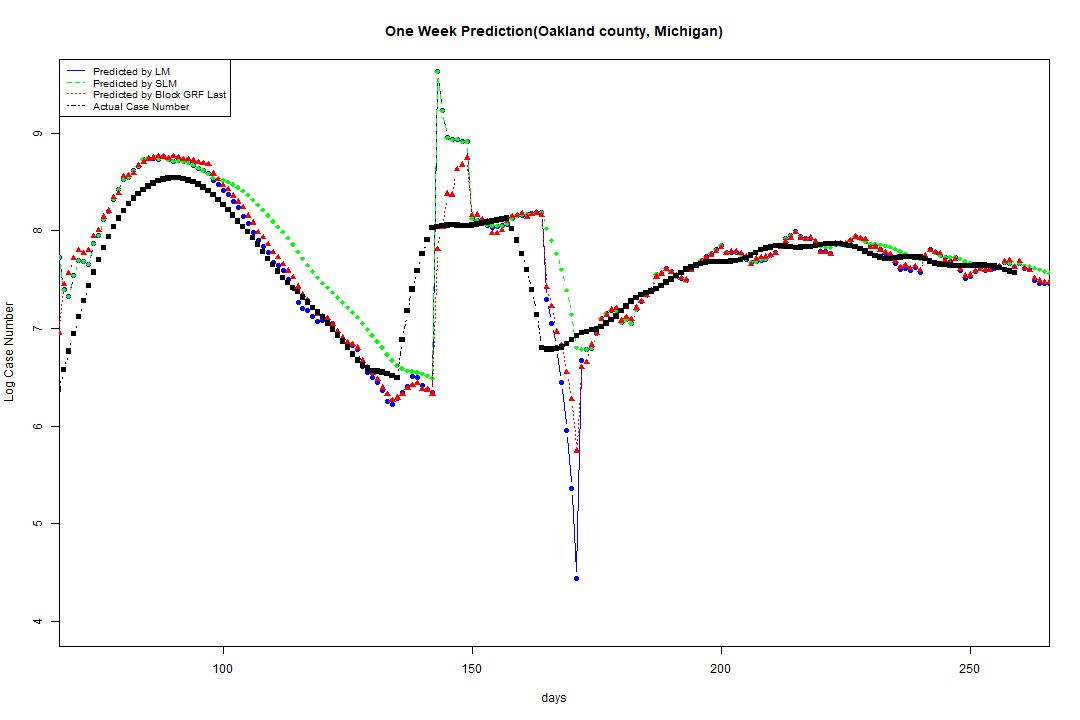 One Week Prediction(Oakland county, Michigan)
Predicted by LM
Predicted by SLM
Predicted by Block GRF Last
Actual Case Number
Log Case Number
9
8
7
6
5
4
100 150 200 250
days